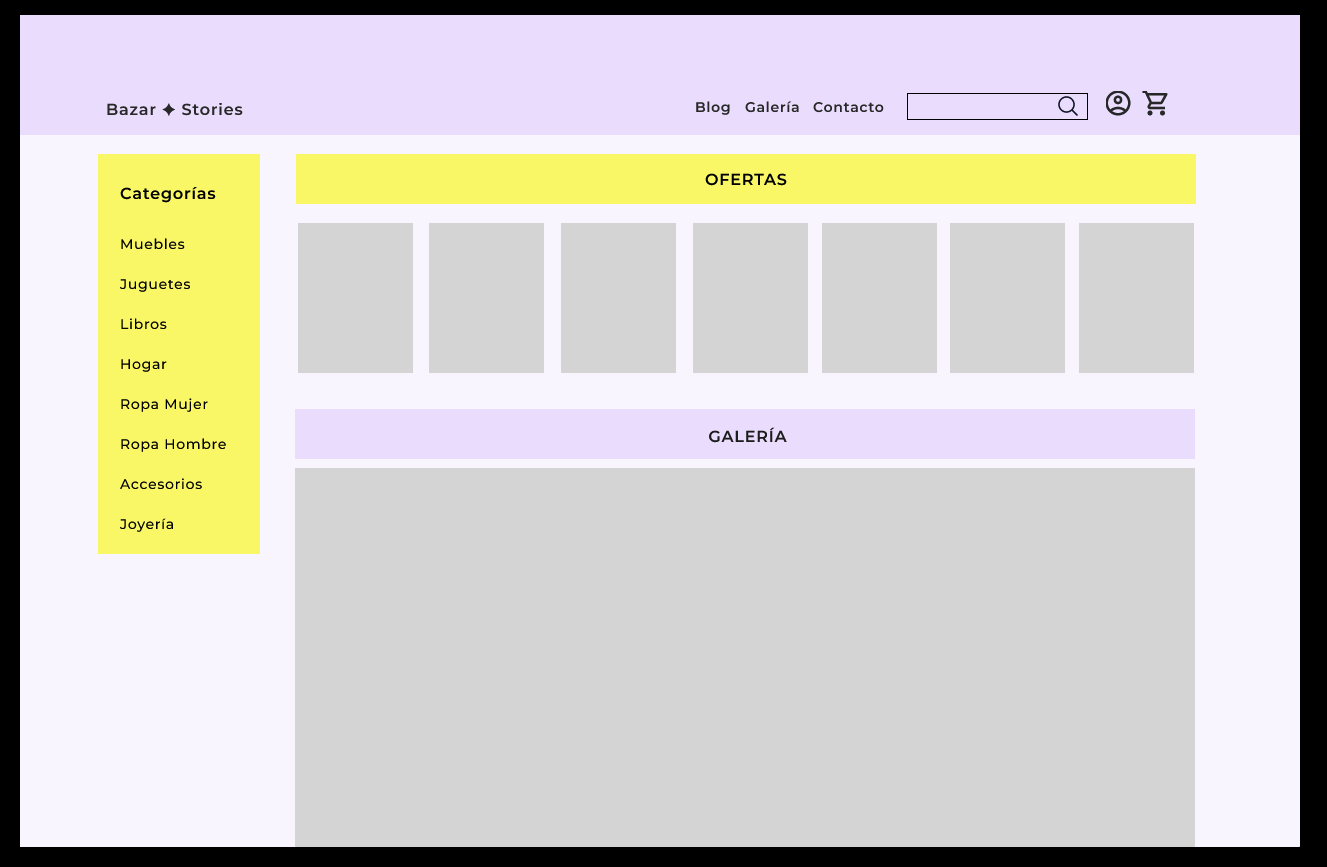 Bazar ✦ Stories
Blog Galería Contacto
Categorías
Muebles
Juguetes
Libros
Hogar
Ropa Mujer
Ropa Hombre
Accesorios
Joyería
OFERTAS
GALERÍA